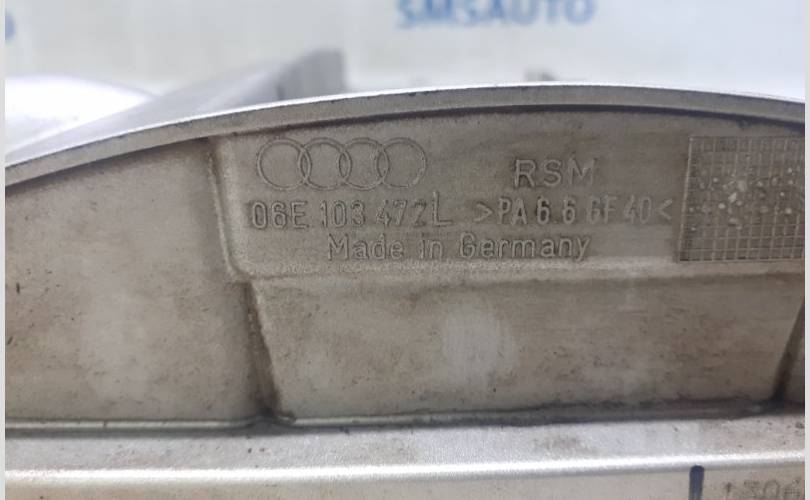 SMSAUTO
RSM
06E 103 472L >PA 6.6 GF 40<
Made in Germany